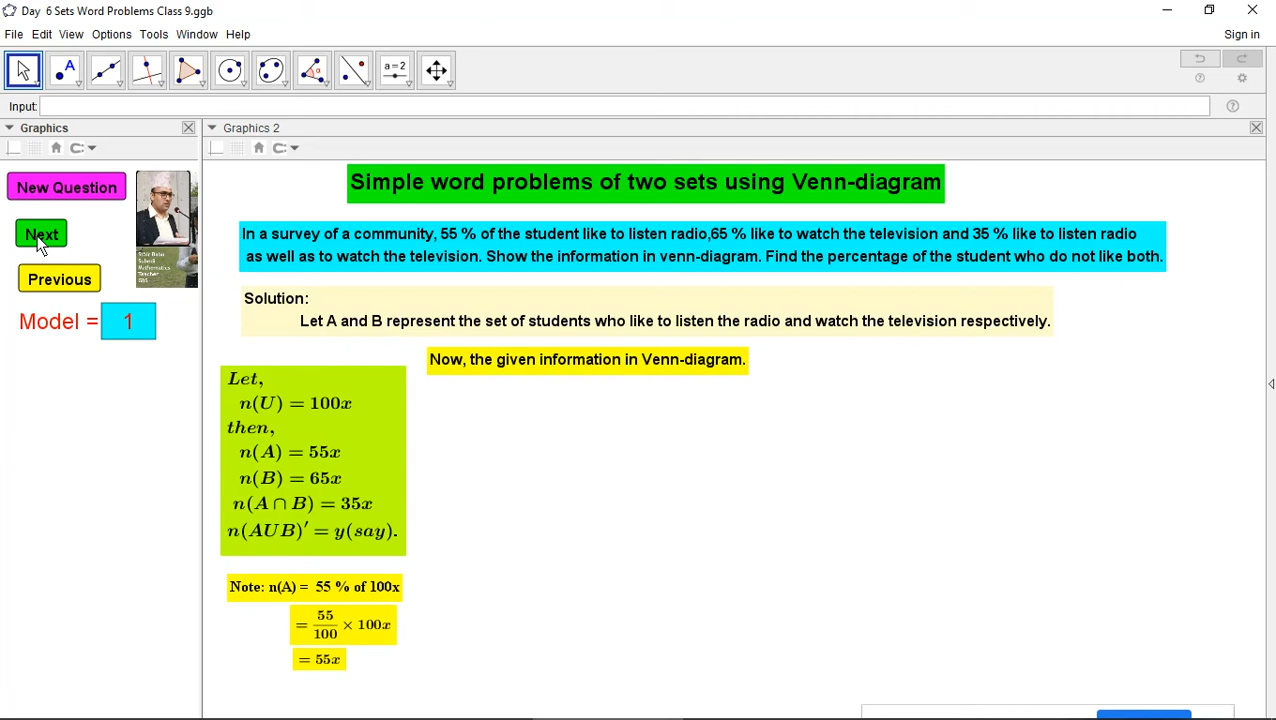 Day 6 Sets Word Problems Class 9.ggb
File Edit View Options Tools Window Help
Sign in
A
a = 2
Input:
Graphics
Graphics 2
New Question
Next
Previous
Model = 1
Mathematics
Teacher
Simple word problems of two sets using Venn-diagram
In a survey of a community, 55 % of the student like to listen radio,65 % like to watch the television and 35 % like to listen radio
as well as to watch the television. Show the information in venn-diagram. Find the percentage of the student who do not like both.
Solution:
Let A and B represent the set of students who like to listen the radio and watch the television respectively.
Now, the given information in Venn-diagram.
Let,
n(U) = 100x
then,
n(A) = 55x
n(B) = 65x
n(A ∩ B) = 35x
n(AUB)′ = y(say).
Note: n(A) = 55 % of 100x
= 55/100 × 100x
= 55x